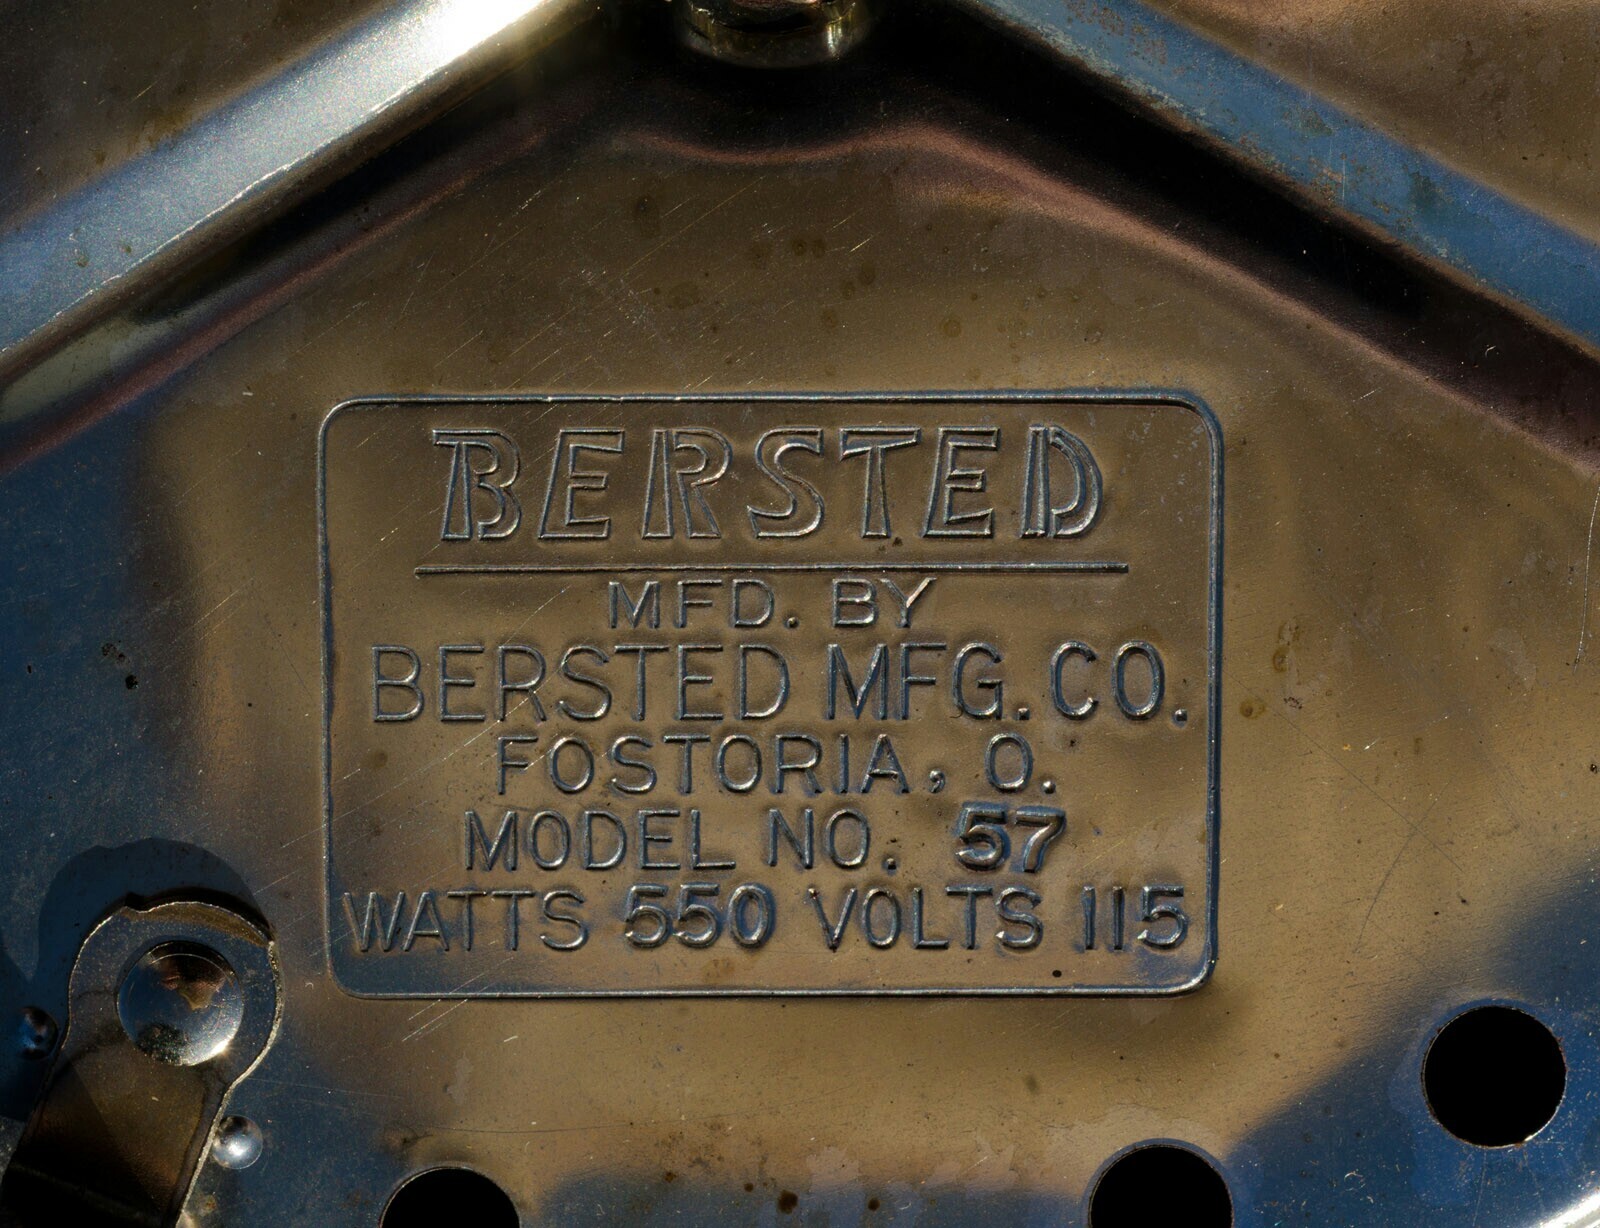 BERSTED
MFD. BY
BERSTED MFG. CO.
FOSTORIA, O.
MODEL NO. 57
WATTS 550 VOLTS 115